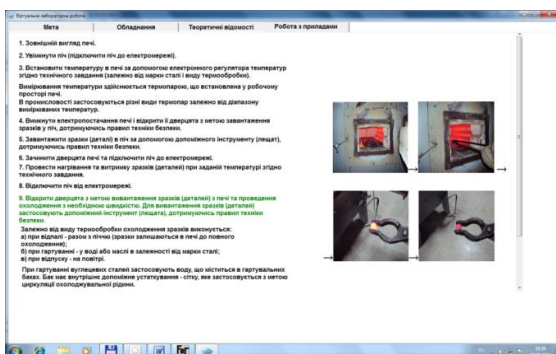 Віртуальна лабораторна робота
Мета
Обладнання
Теоретичні відомості
Робота з приладами
1. Зовнішній вигляд печі.
2. Увімкнути піч (підключити піч до електромережі).
3. Встановити температуру в печі за допомогою електронного регулятора температур
згідно технічного завдання (залежно від марки сталі і виду термообробки).
Вимірювання температури здійснюється термопарою, що встановлена у робочому
просторі печі.
В промисловості застосовуються різні види термопар залежно від діапазону
вимірюваних температур.
4. Вимкнути електропостачання печі і відкрити її дверцята з метою завантаження
зразків у піч, дотримуючись правил техніки безпеки.
5. Завантажити зразки (деталі) в піч за допомогою допоміжного інструменту (лещат),
дотримуючись правил техніки безпеки.
6. Зачинити дверцята печі та підключити піч до електромережі.
7. Провести нагрівання та витримку зразків (деталей) при заданій температурі згідно
технічного завдання.
8. Відключити піч від електромережі.
9. Відкрити дверцята з метою вивантаження зразків (деталей) з печі та проведення
охолодження з необхідною швидкістю. Для вивантаження зразків (деталей)
застосовують допоміжний інструмент (лещата), дотримуючись правил техніки
безпеки.
Залежно від виду термообробки охолодження зразків виконується:
а) при відпалі - разом з піччю (зразки залишаються в печі до повного
охолодження);
б) при гартуванні - у воді або маслі в залежності від марки сталі;
в) при відпуску - на повітрі.
При гартуванні вуглецевих сталей застосовують воду, що міститься в гартувальних
баках. Бак має внутрішнє допоміжне устаткування - сітку, яке застосовується з метою
циркуляції охолоджувальної рідини.